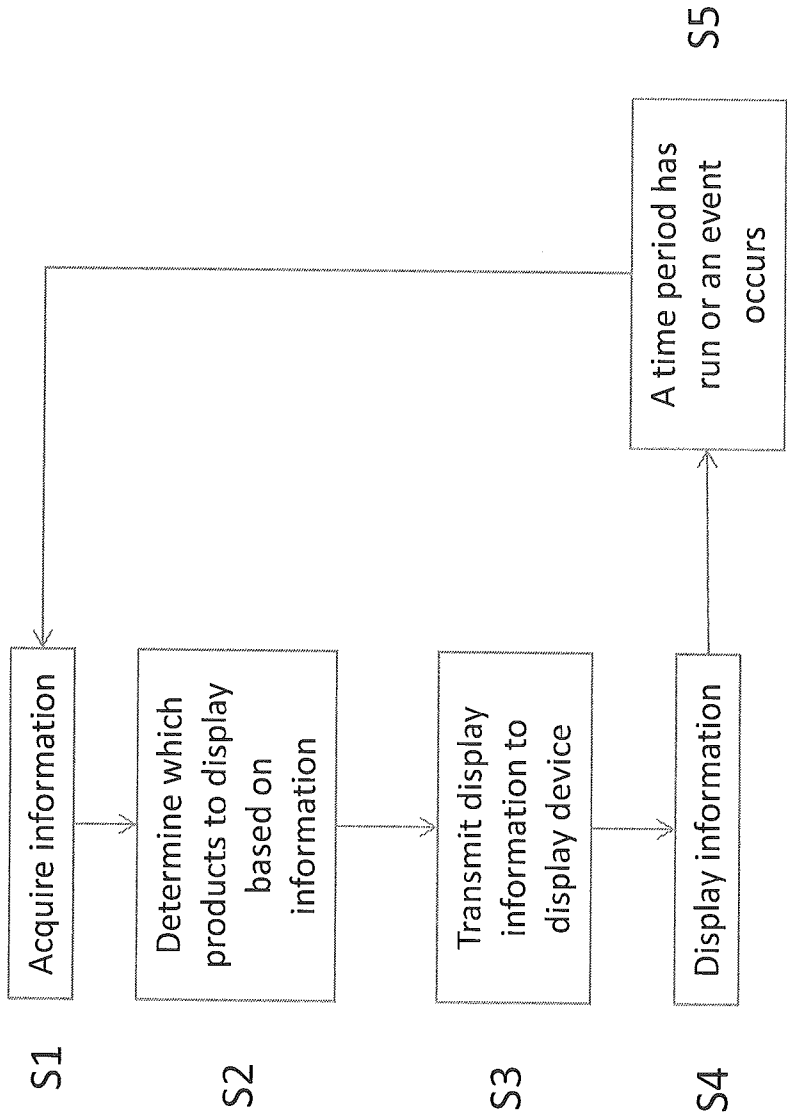 S1
Acquire information
S2
Determine which
products to display
based on
information
S3
Transmit display
information to
display device
S4
Display information
A time period has
run or an event
occurs
S5